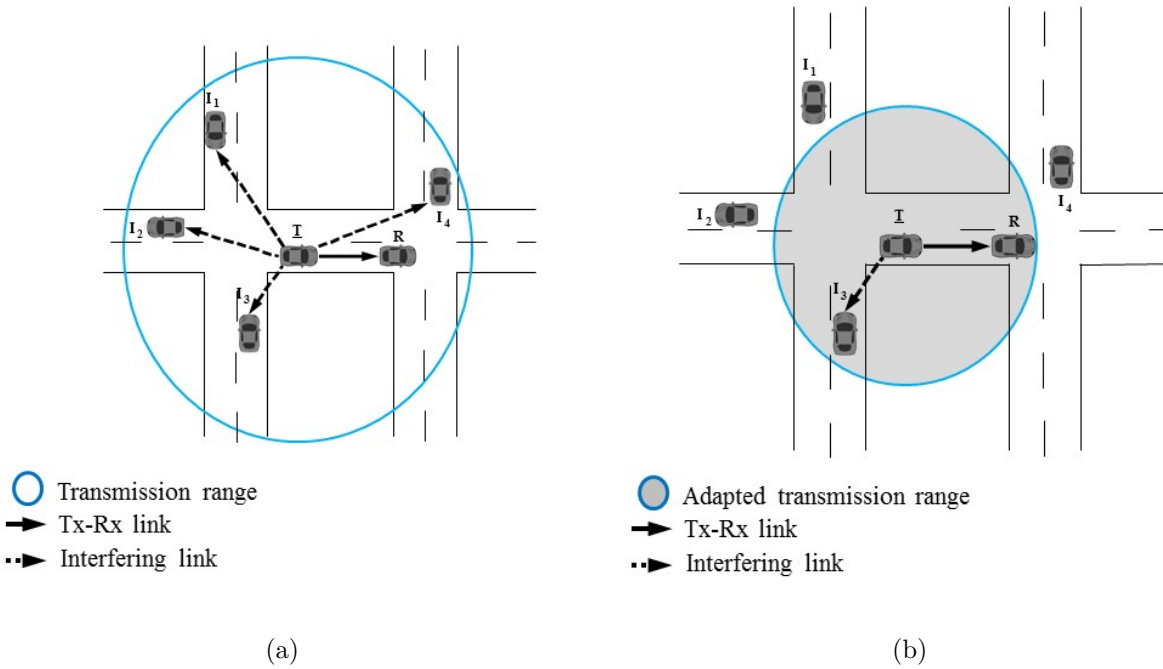 I₁
I₄
I₂
T
R
I₃
Transmission range
Tx-Rx link
Interfering link
(a)
I₁
I₂
T
R
I₄
I₃
Adapted transmission range
Tx-Rx link
Interfering link
(b)